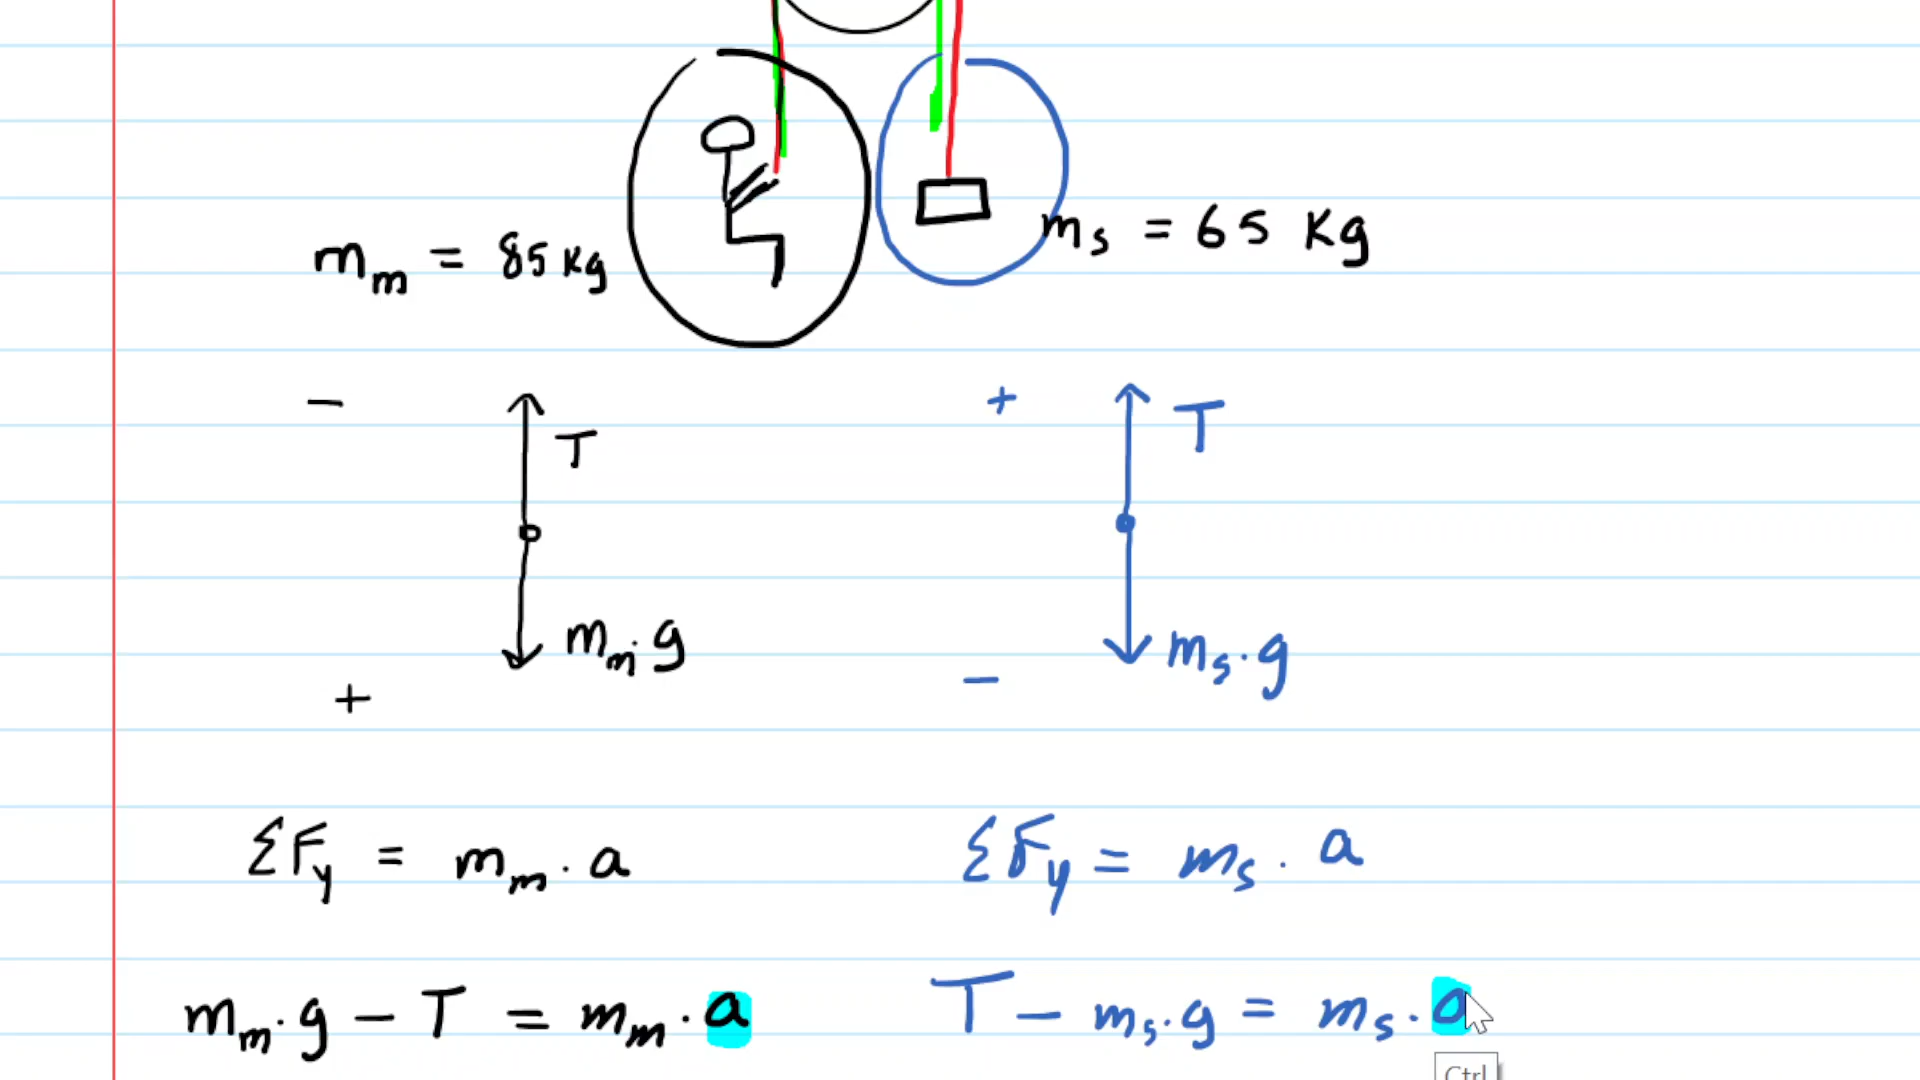 m_m = 85 kg
m_s = 65 kg
−
T
+
T
m_m · g
m_s · g
+
−
ΣF_y = m_m · a
ΣF_y = m_s · a
m_m · g − T = m_m · a
T − m_s · g = m_s · a
Ctrl